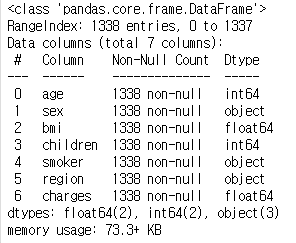 <class 'pandas.core.frame.DataFrame'>
RangeIndex: 1338 entries, 0 to 1337
Data columns (total 7 columns):
 #   Column    Non-Null Count  Dtype
---  ------    --------------  -----
 0   age       1338 non-null   int64
 1   sex       1338 non-null   object
 2   bmi       1338 non-null   float64
 3   children  1338 non-null   int64
 4   smoker    1338 non-null   object
 5   region    1338 non-null   object
 6   charges   1338 non-null   float64
dtypes: float64(2), int64(2), object(3)
memory usage: 73.3+ KB